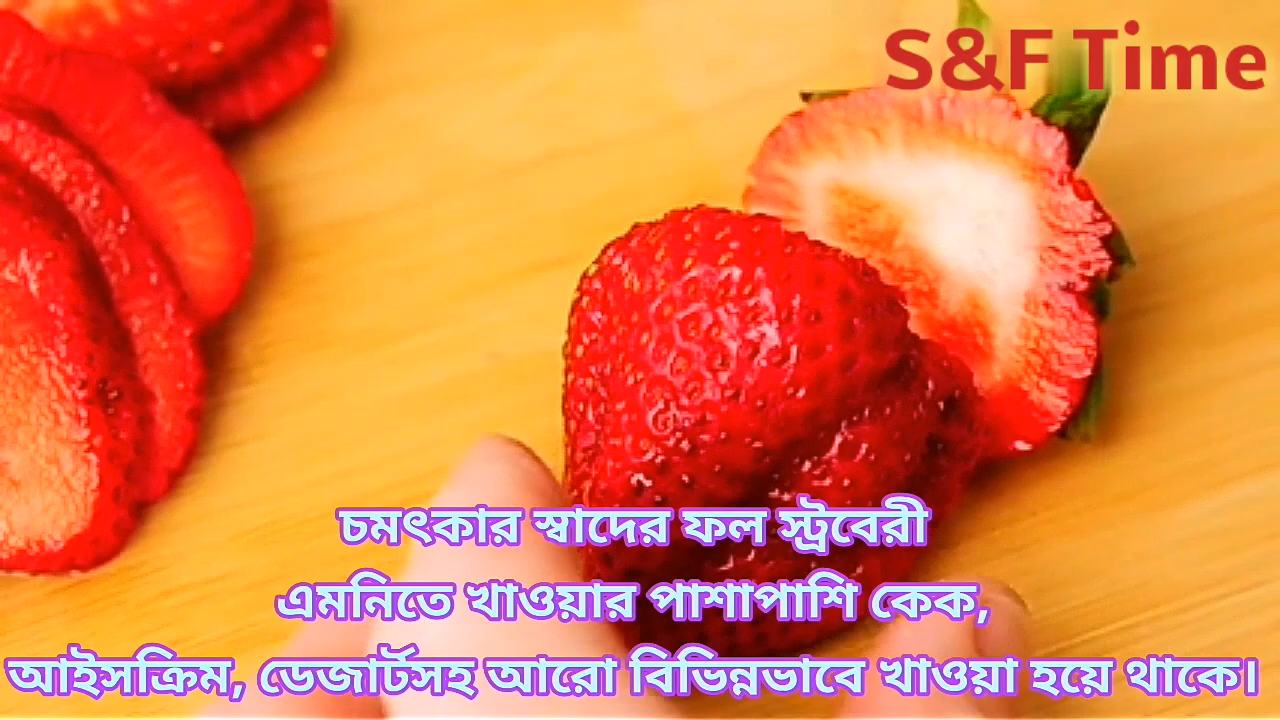 S&F Time
চমৎকার স্বাদের ফল স্ট্রবেরী
এমনিতে খাওয়ার পাশাপাশি কেক,
আইসক্রিম, ডেজার্টসহ আরো বিভিন্নভাবে খাওয়া হয়ে থাকে।